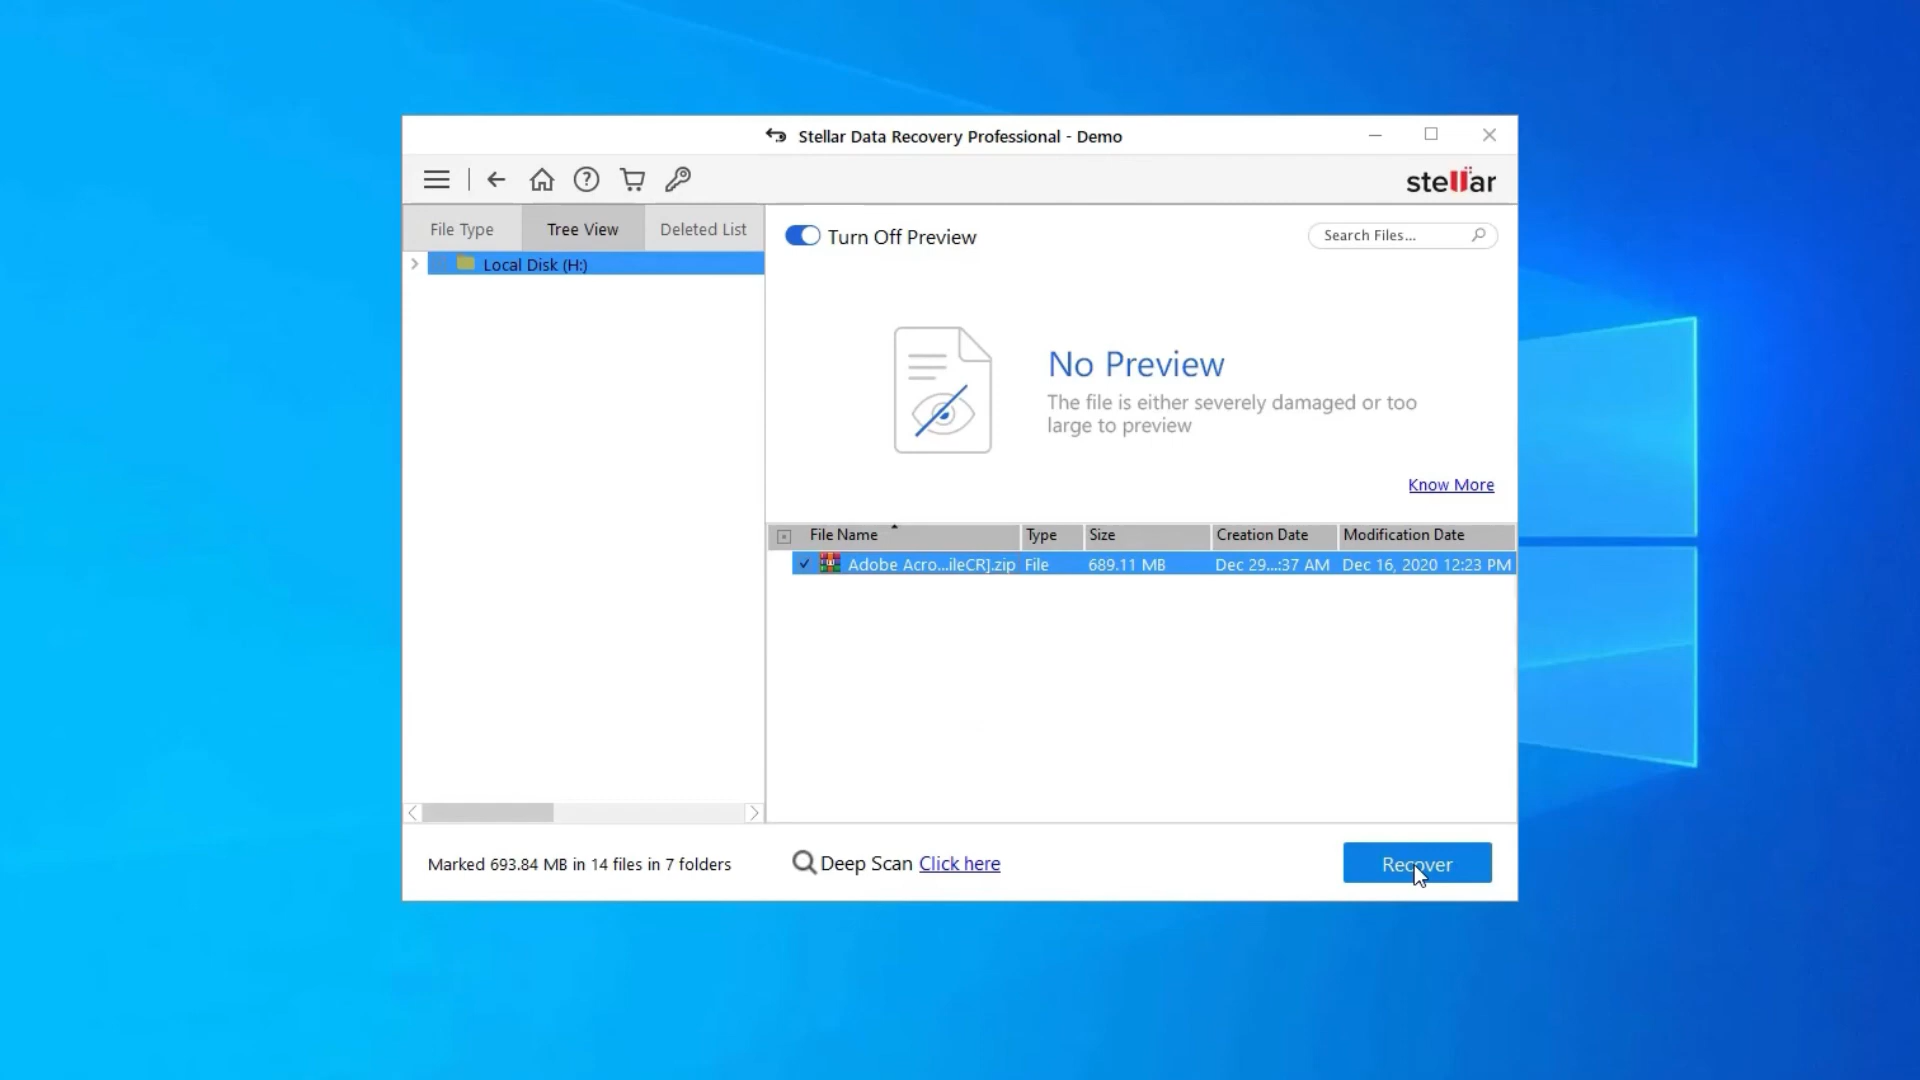 Stellar Data Recovery Professional - Demo
stellar
File Type
Tree View
Deleted List
Turn Off Preview
Search Files...
Local Disk (H:)
No Preview
The file is either severely damaged or too
large to preview
Know More
File Name
Type
Size
Creation Date
Modification Date
Adobe Acro...ileCR].zip
File
689.11 MB
Dec 29...:37 AM
Dec 16, 2020 12:23 PM
Marked 693.84 MB in 14 files in 7 folders
Deep Scan Click here
Recover